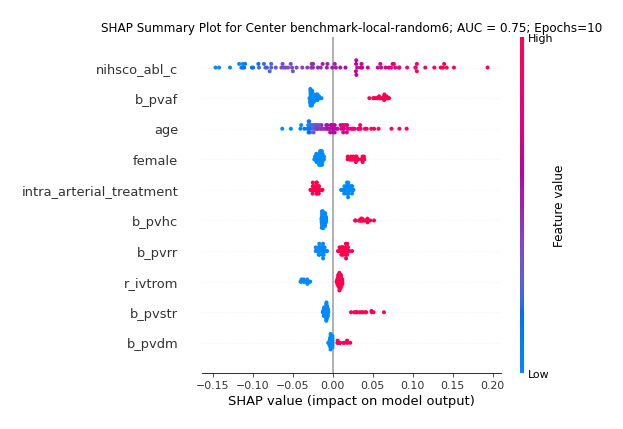 SHAP Summary Plot for Center benchmark-local-random6; AUC = 0.75; Epochs=10
High
nihsco_abl_c
b_pvaf
age
female
intra_arterial_treatment
b_pvhc
b_pvrr
r_ivtrom
b_pvstr
b_pvdm
Feature value
Low
−0.15 −0.10 −0.05 0.00 0.05 0.10 0.15 0.20
SHAP value (impact on model output)